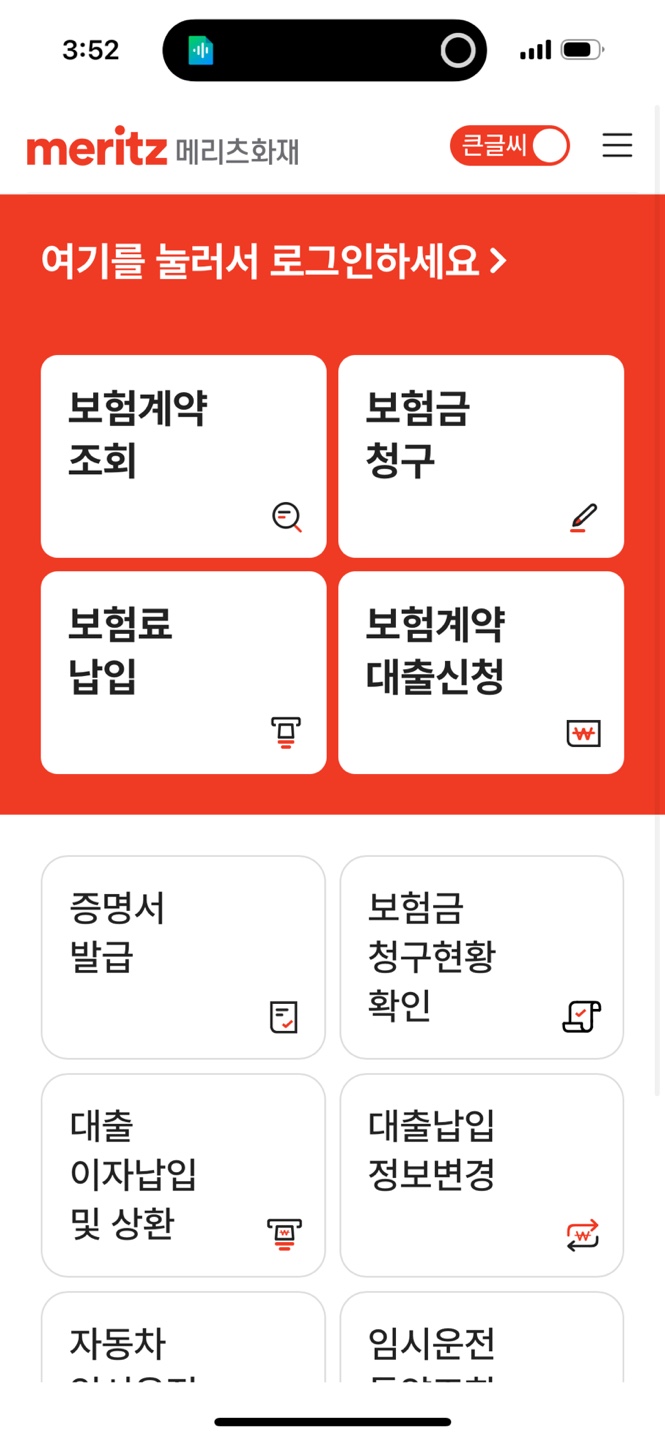 3:52
meritz 메리츠화재
큰글씨
여기를 눌러서 로그인하세요
보험계약
조회
보험금
청구
보험료
납입
보험계약
대출신청
증명서
발급
보험금
청구현황
확인
대출
이자납입
및 상환
대출납입
정보변경
자동차
임시운전